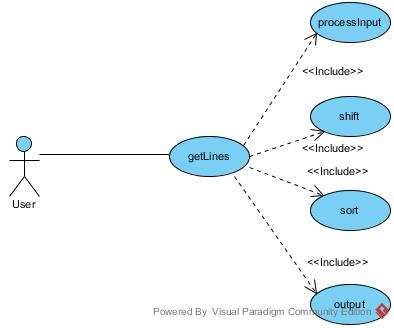 processInput
<<Include>>
shift
<<Include>>
getLines
<<Include>>
User
sort
<<Include>>
output
Powered By Visual Paradigm Community Edition